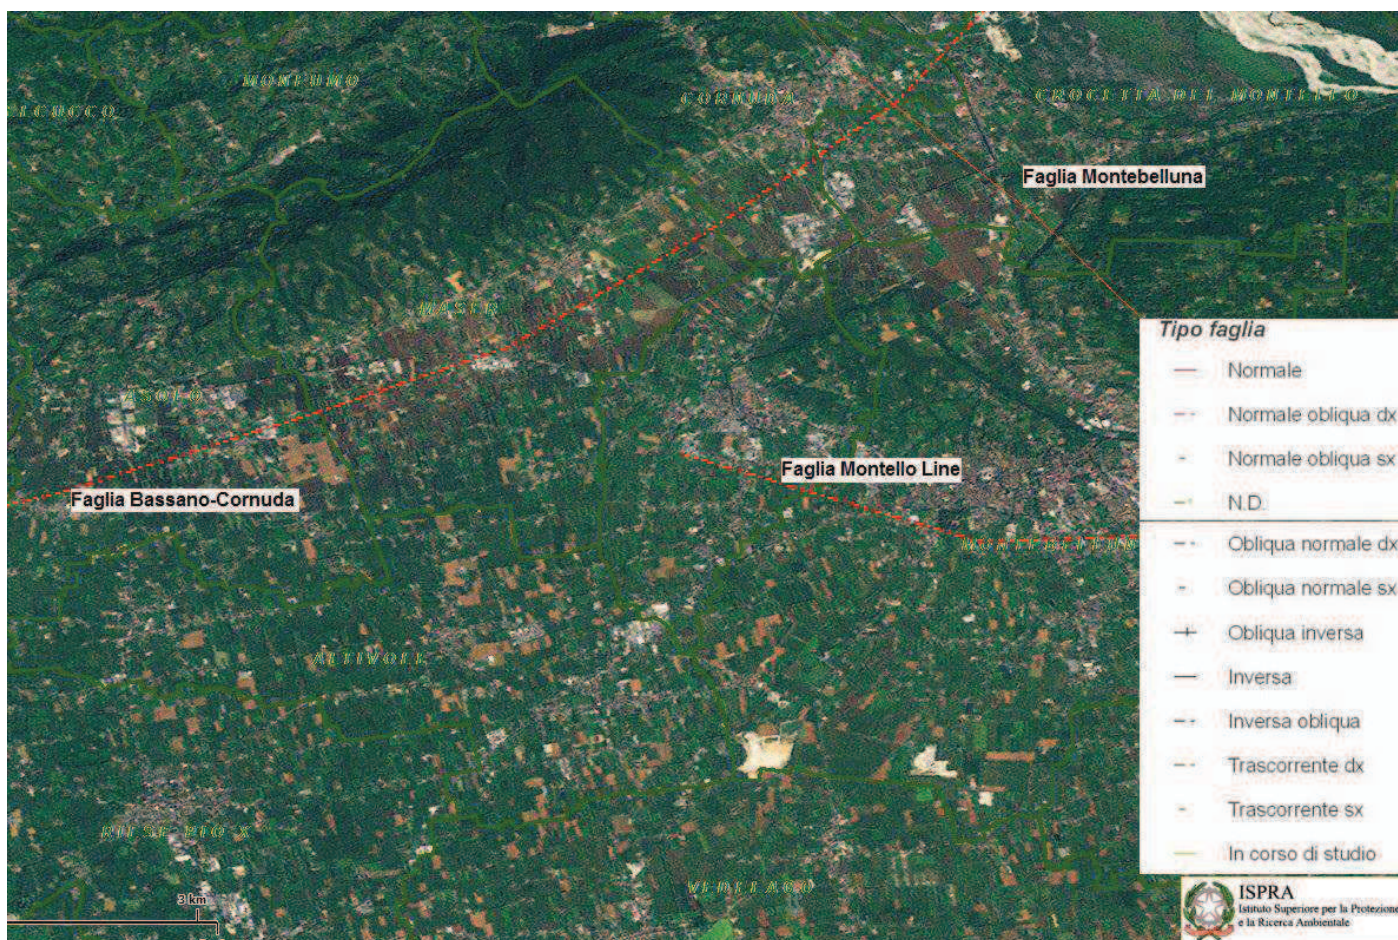 MONFUMO
CORNUDA
CROCETTA DEL MONTELLO
Faglia Montebelluna
MASER
ASOLO
Faglia Bassano-Cornuda
Faglia Montello Line
ALTIVOLE
RIESE PIO X
VEDELAGO
3 km
Tipo faglia
Normale
Normale obliqua dx
Normale obliqua sx
N.D.
Obliqua normale dx
Obliqua normale sx
Obliqua inversa
Inversa
Inversa obliqua
Trascorrente dx
Trascorrente sx
In corso di studio
ISPRA
Istituto Superiore per la Protezione
e la Ricerca Ambientale